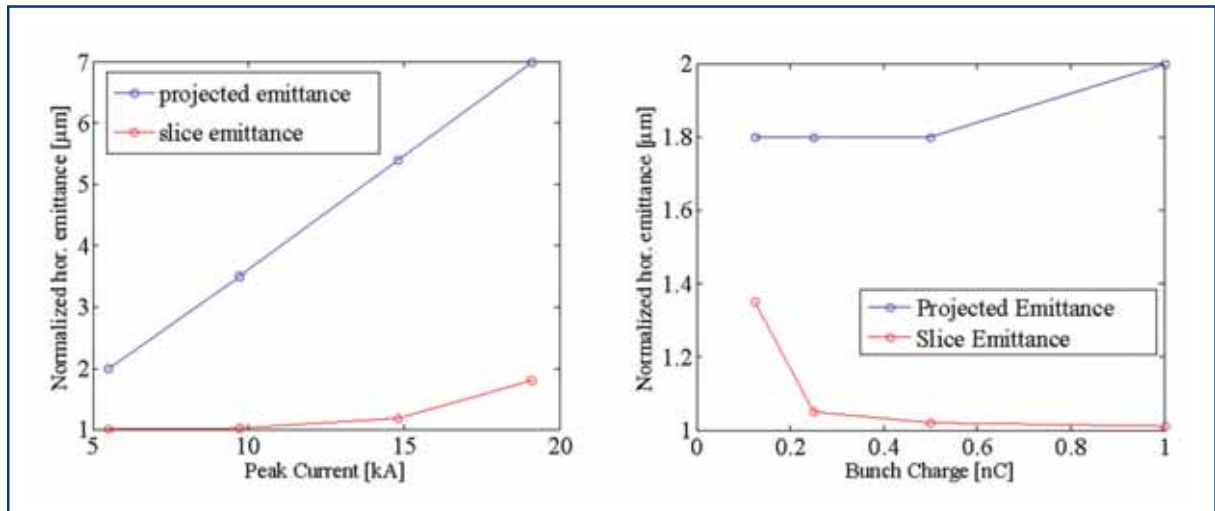 7
6
5
4
3
2
1
5
10
15
20
Normalized hor. emittance [µm]
Peak Current [kA]
projected emittance
slice emittance
2
1.8
1.6
1.4
1.2
1
0
0.2
0.4
0.6
0.8
1
Normalized hor. emittance [µm]
Bunch Charge [nC]
Projected Emittance
Slice Emittance